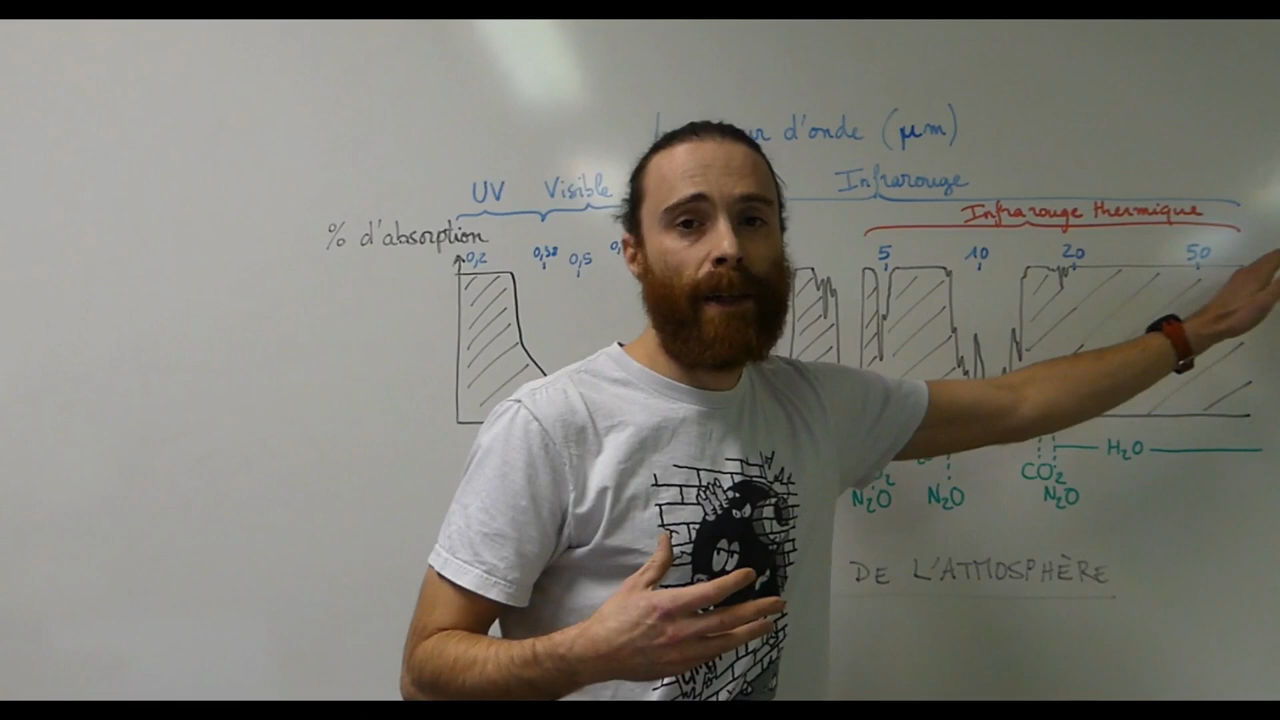 d'onde (μm)
UV Visible Infrarouge
Infrarouge thermique
% d'absorption
0,2 0,38 0,5 5 10 20 50
H₂O
CO₂
N₂O N₂O N₂O
DE L'ATMOSPHÈRE